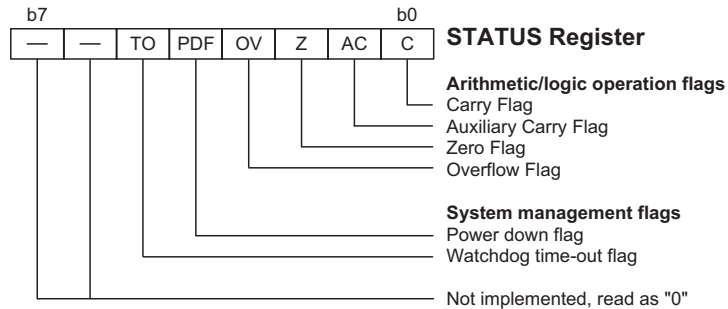 b7 b0
— — TO PDF OV Z AC C
STATUS Register
Arithmetic/logic operation flags
Carry Flag
Auxiliary Carry Flag
Zero Flag
Overflow Flag
System management flags
Power down flag
Watchdog time-out flag
Not implemented, read as "0"